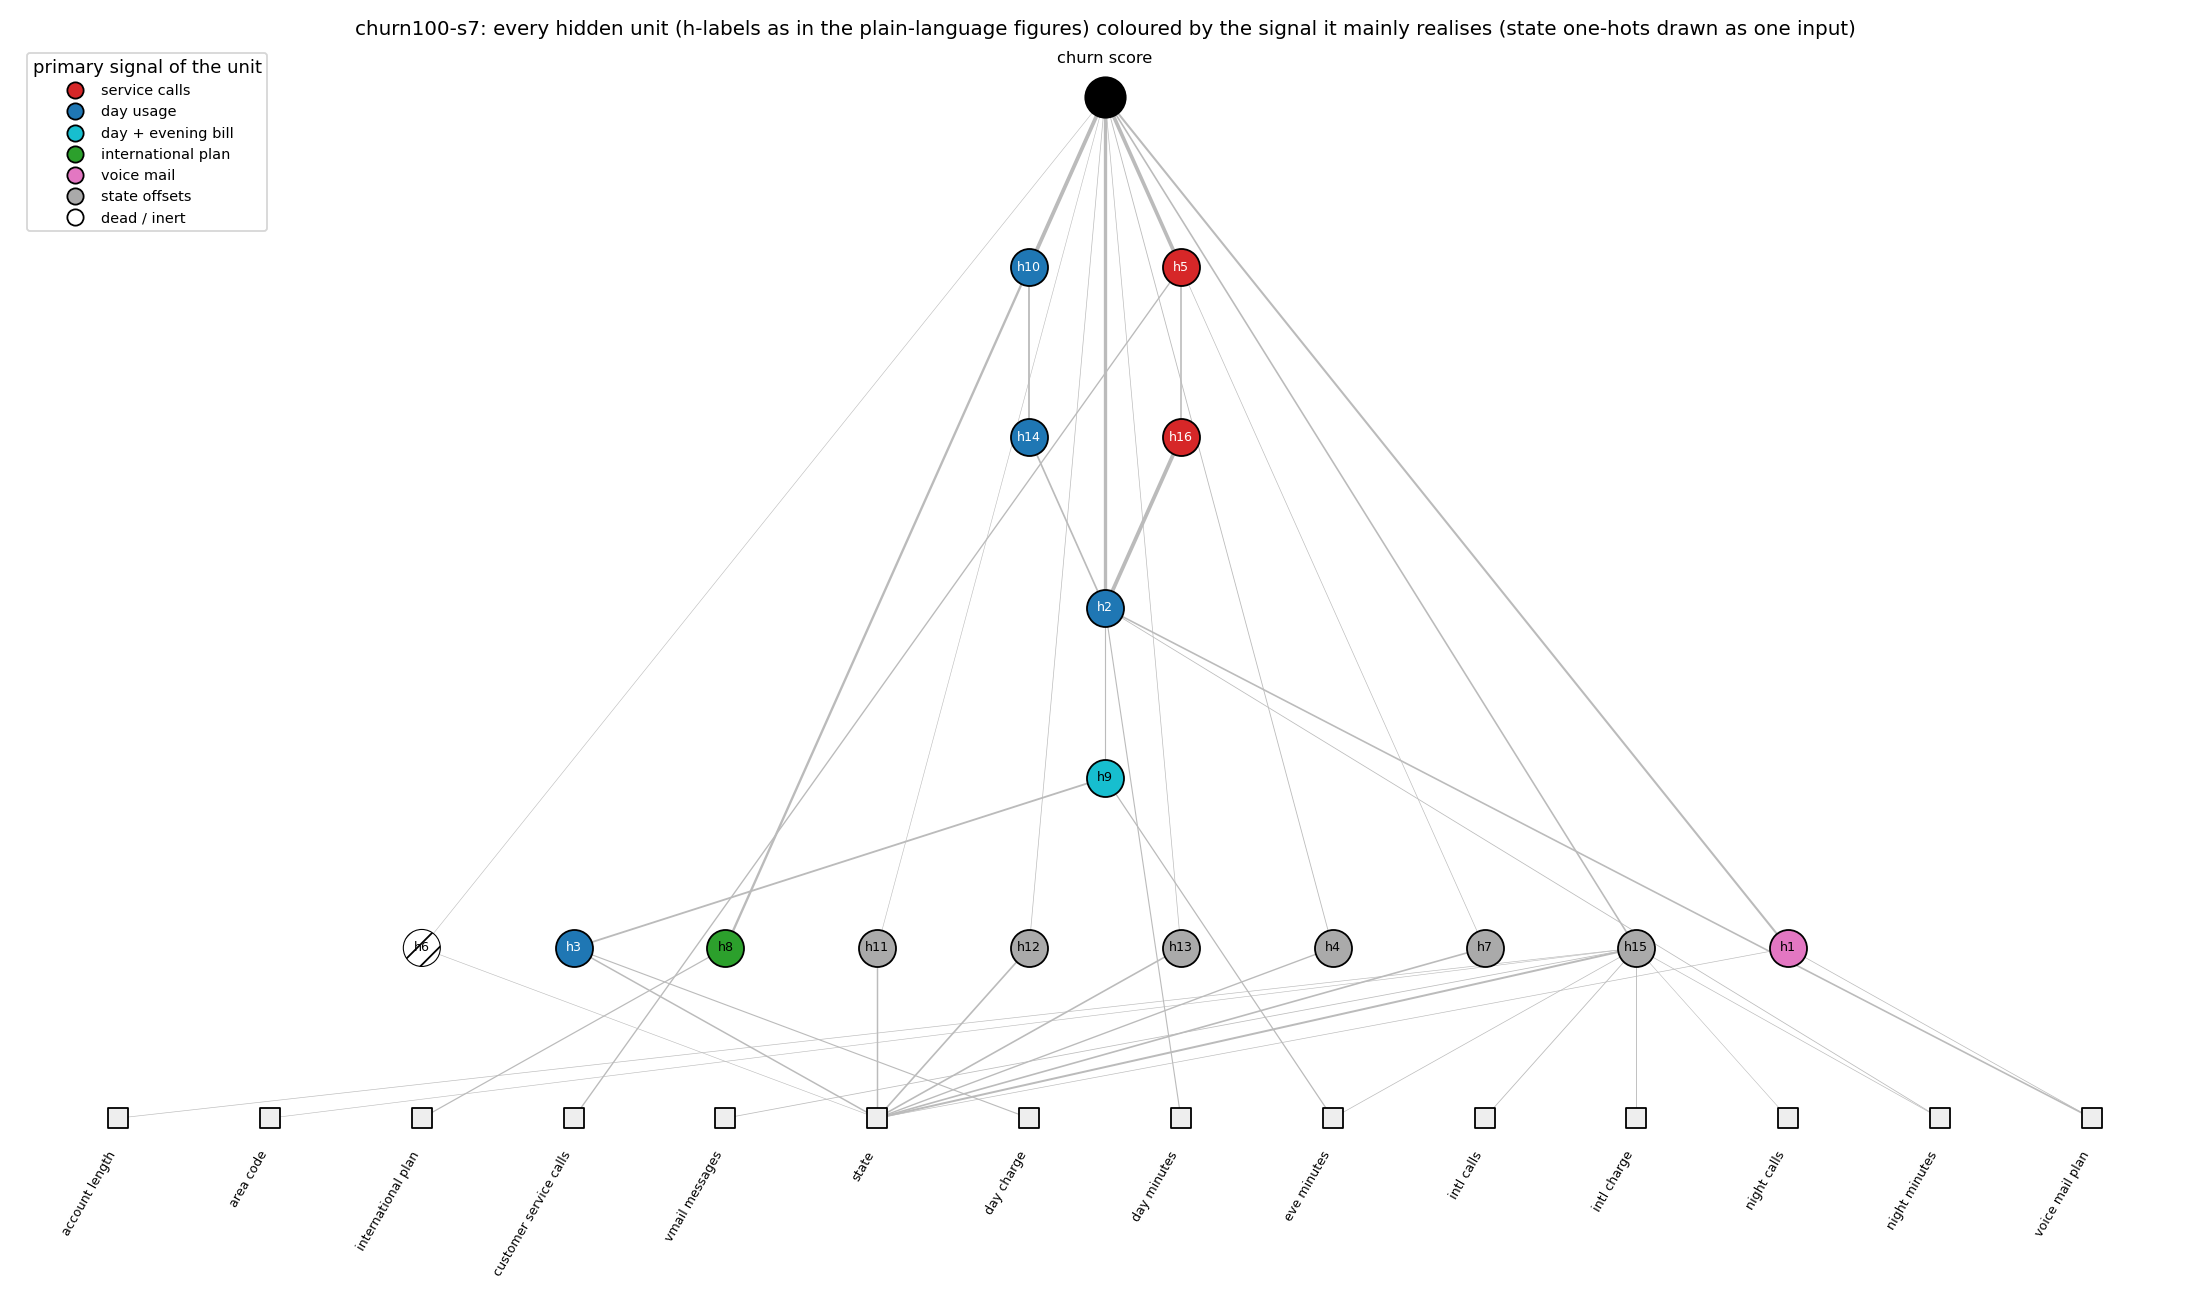 churn100-s7: every hidden unit (h-labels as in the plain-language figures) coloured by the signal it mainly realises (state one-hots drawn as one input)
churn score
primary signal of the unit
service calls
day usage
day + evening bill
international plan
voice mail
state offsets
dead / inert
h10
h5
h14
h16
h2
h9
h6
h3
h8
h11
h12
h13
h4
h7
h15
h1
account length
area code
international plan
customer service calls
vmail messages
state
day charge
day minutes
eve minutes
intl calls
intl charge
night calls
night minutes
voice mail plan